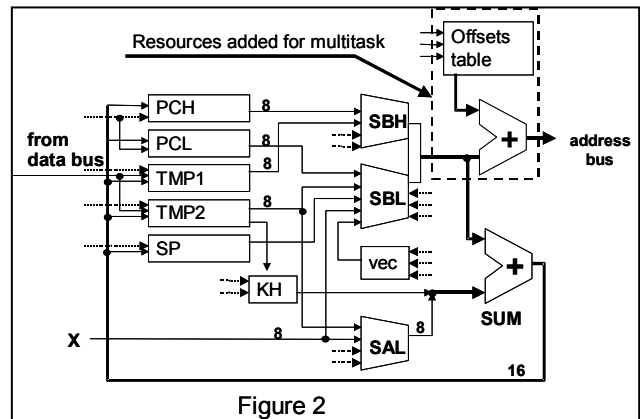 Resources added for multitask
Offsets
table
PCH
8
SBH
+
address
bus
from
data bus
PCL
8
TMP1
8
SBL
TMP2
8
SP
vec
KH
+
SUM
X
8
SAL
8
16
Figure 2